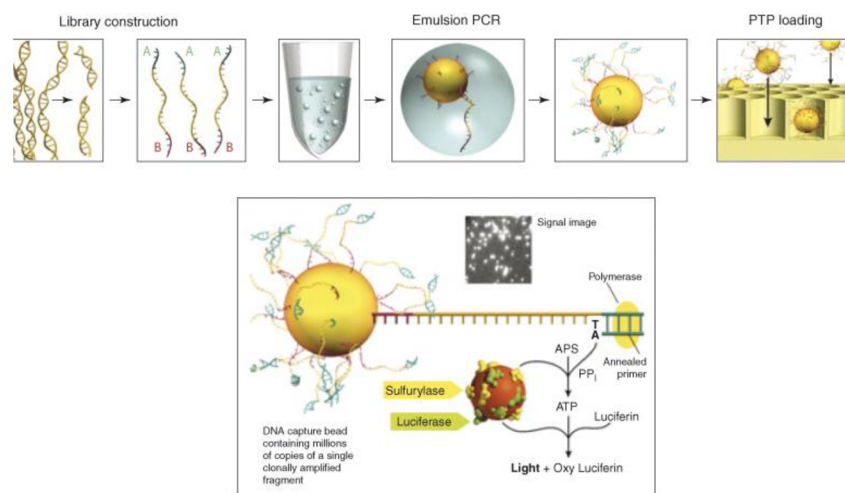 Library construction
Emulsion PCR
PTP loading
A A A
B B B
Signal image
Polymerase
T
A
Annealed
primer
APS
PPI
Sulfurylase
Luciferase
ATP
Luciferin
DNA capture bead
containing millions
of copies of a single
clonally amplified
fragment
Light + Oxy Luciferin